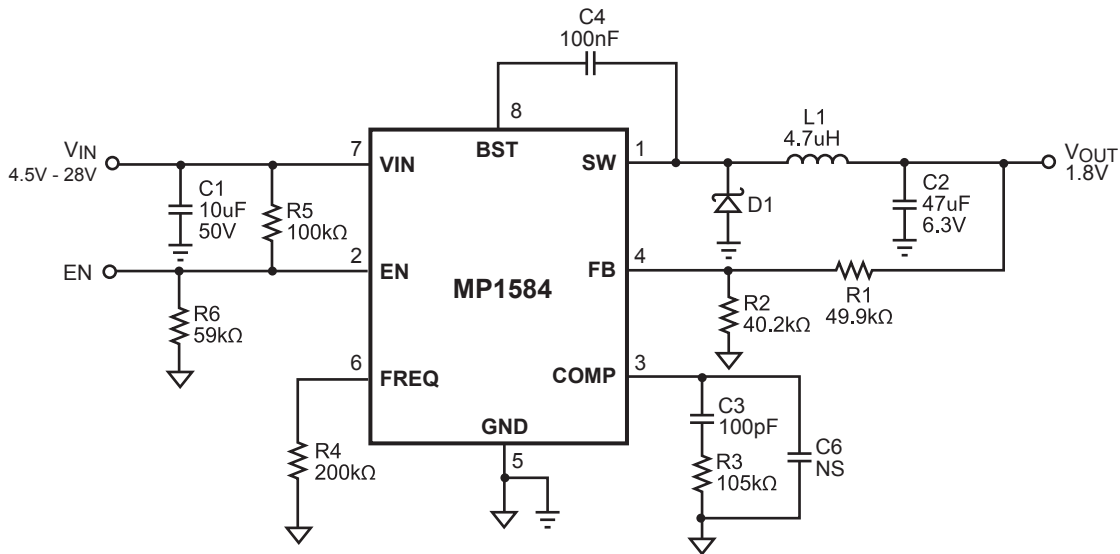 C4
100nF
8
L1
4.7uH
VIN
4.5V - 28V
7
VIN
BST
SW
1
VOUT
1.8V
C1
10uF
50V
R5
100kΩ
D1
C2
47uF
6.3V
EN
2
EN
MP1584
FB
4
R6
59kΩ
R2
40.2kΩ
R1
49.9kΩ
6
FREQ
COMP
3
GND
5
R4
200kΩ
C3
100pF
R3
105kΩ
C6
NS